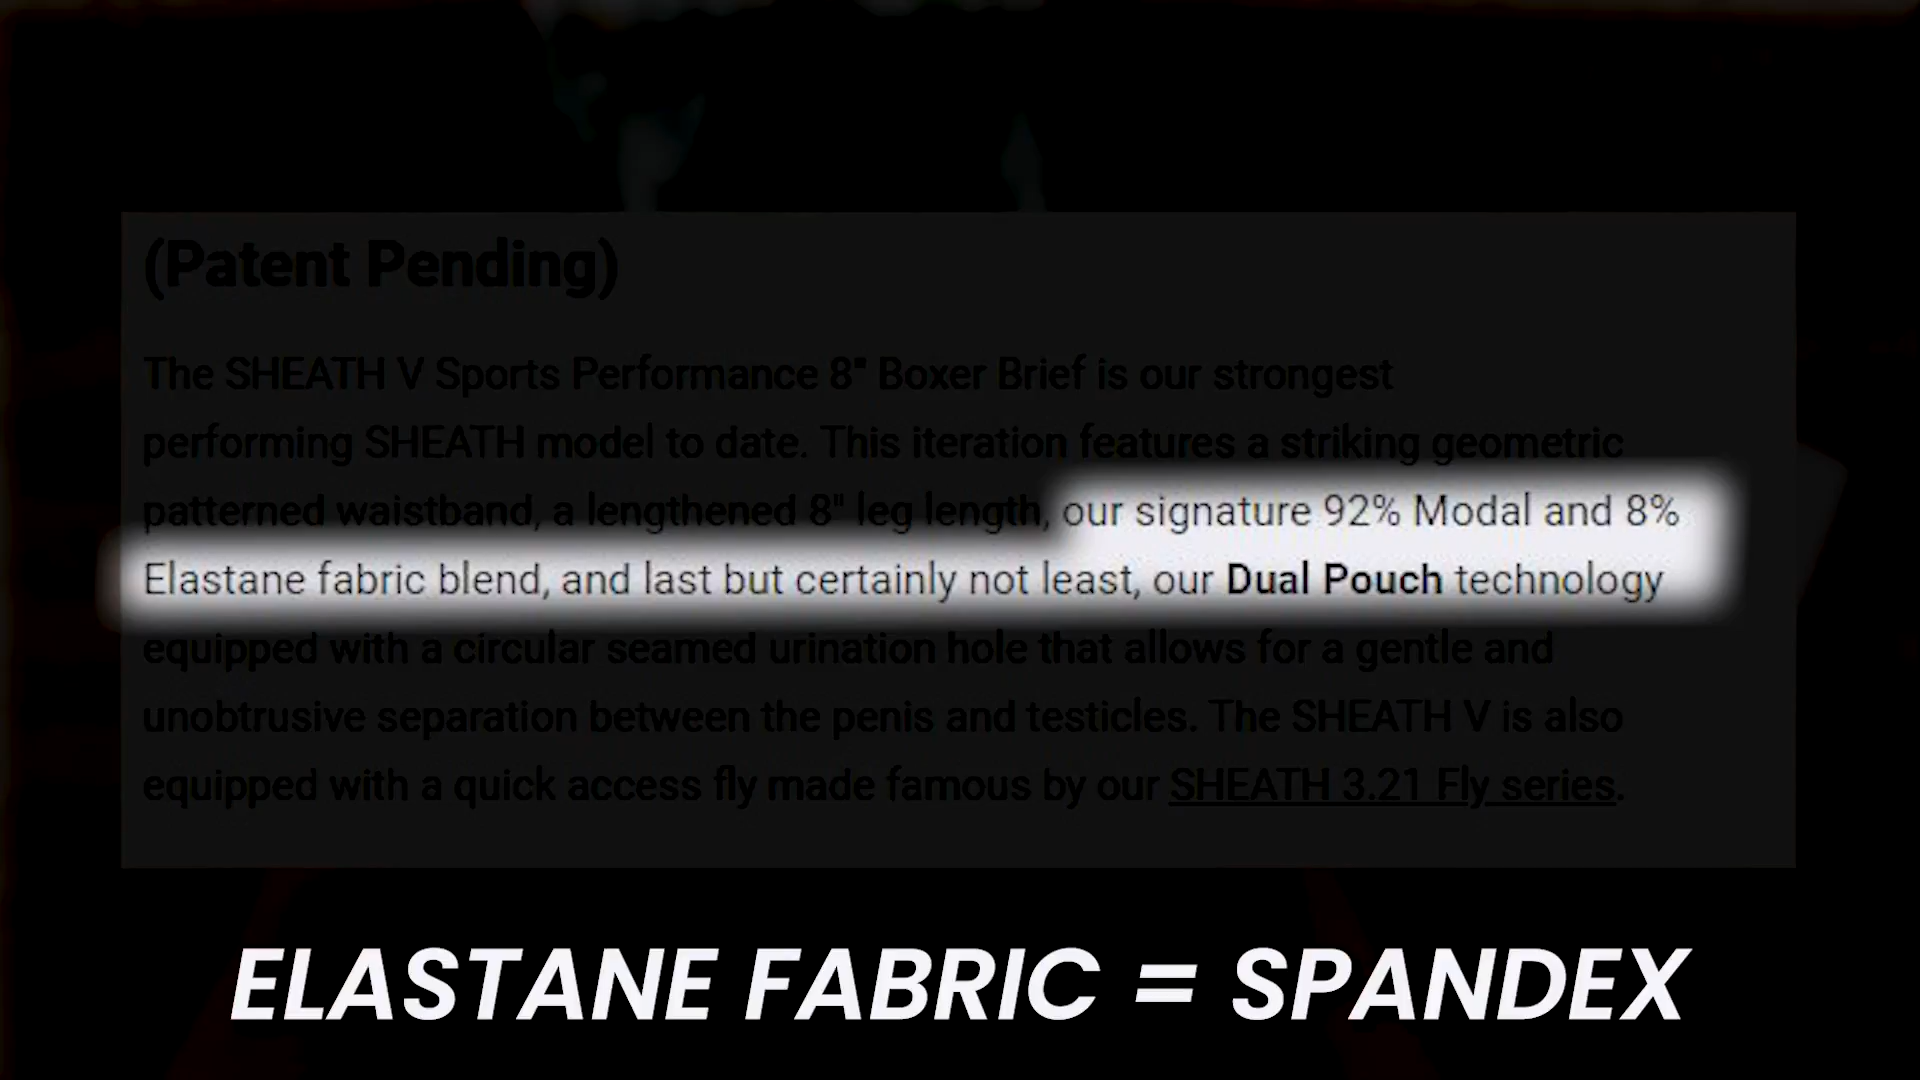 (Patent Pending)
The SHEATH V Sports Performance 8" Boxer Brief is our strongest
performing SHEATH model to date. This iteration features a striking geometric
patterned waistband, a lengthened 8" leg length, our signature 92% Modal and 8%
Elastane fabric blend, and last but certainly not least, our Dual Pouch technology
equipped with a circular seamed urination hole that allows for a gentle and
unobtrusive separation between the penis and testicles. The SHEATH V is also
equipped with a quick access fly made famous by our SHEATH 3.21 Fly series.
ELASTANE FABRIC = SPANDEX